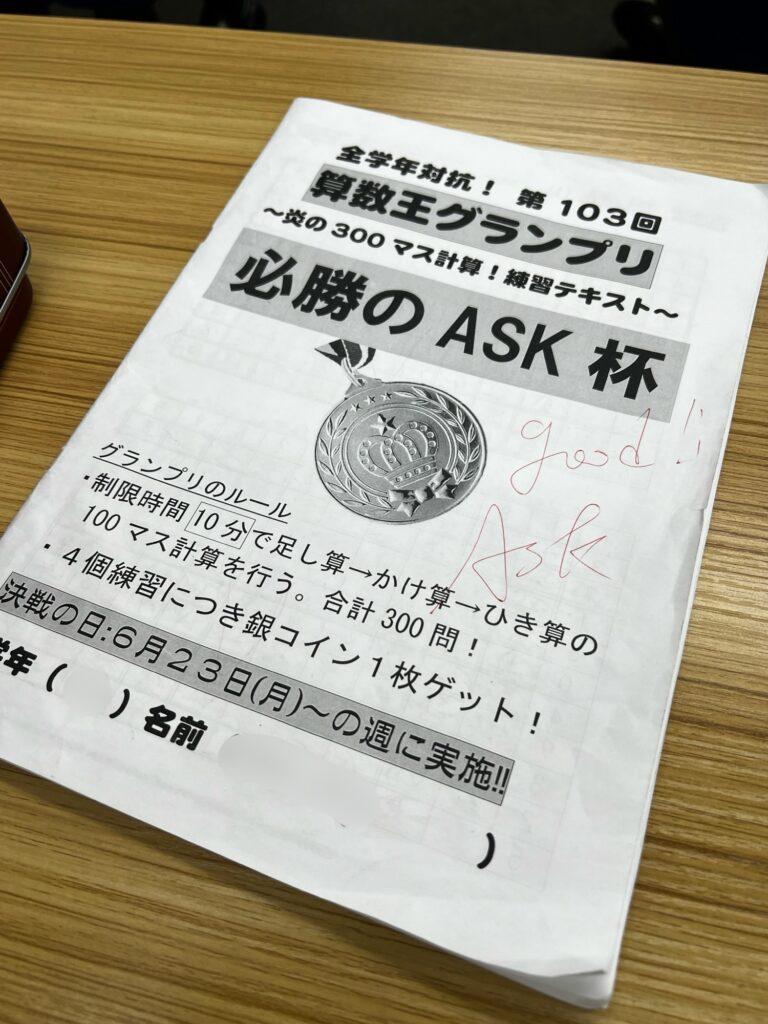 全学年対抗！ 第103回
算数王グランプリ
～炎の300マス計算！練習テキスト～
必勝のASK杯
good!!
Ask
グランプリのルール
・制限時間10分で足し算→かけ算→ひき算の
100マス計算を行う。合計300問！
・４個練習につき銀コイン１枚ゲット！
決戦の日:６月２３日(月)～の週に実施!!
学年（　　）名前
）